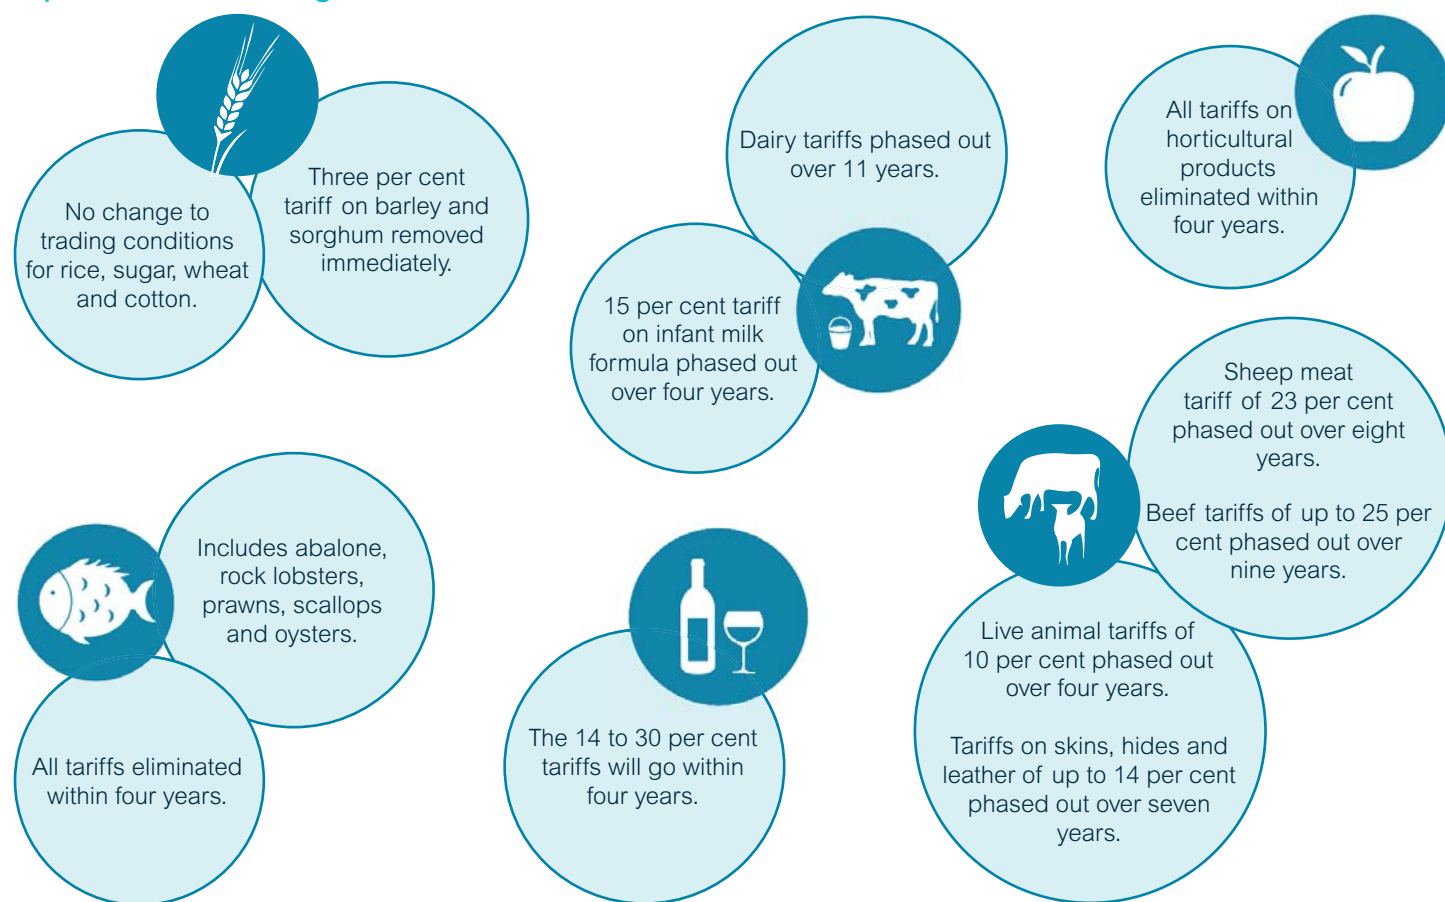 No change to
trading conditions
for rice, sugar, wheat
and cotton.
Three per cent
tariff on barley and
sorghum removed
immediately.
Dairy tariffs phased out
over 11 years.
15 per cent tariff
on infant milk
formula phased out
over four years.
All tariffs on
horticultural
products
eliminated within
four years.
Includes abalone,
rock lobsters,
prawns, scallops
and oysters.
All tariffs eliminated
within four years.
The 14 to 30 per cent
tariffs will go within
four years.
Sheep meat
tariff of 23 per cent
phased out over eight
years.
Beef tariffs of up to 25 per
cent phased out over
nine years.
Live animal tariffs of
10 per cent phased out
over four years.
Tariffs on skins, hides and
leather of up to 14 per cent
phased out over seven
years.